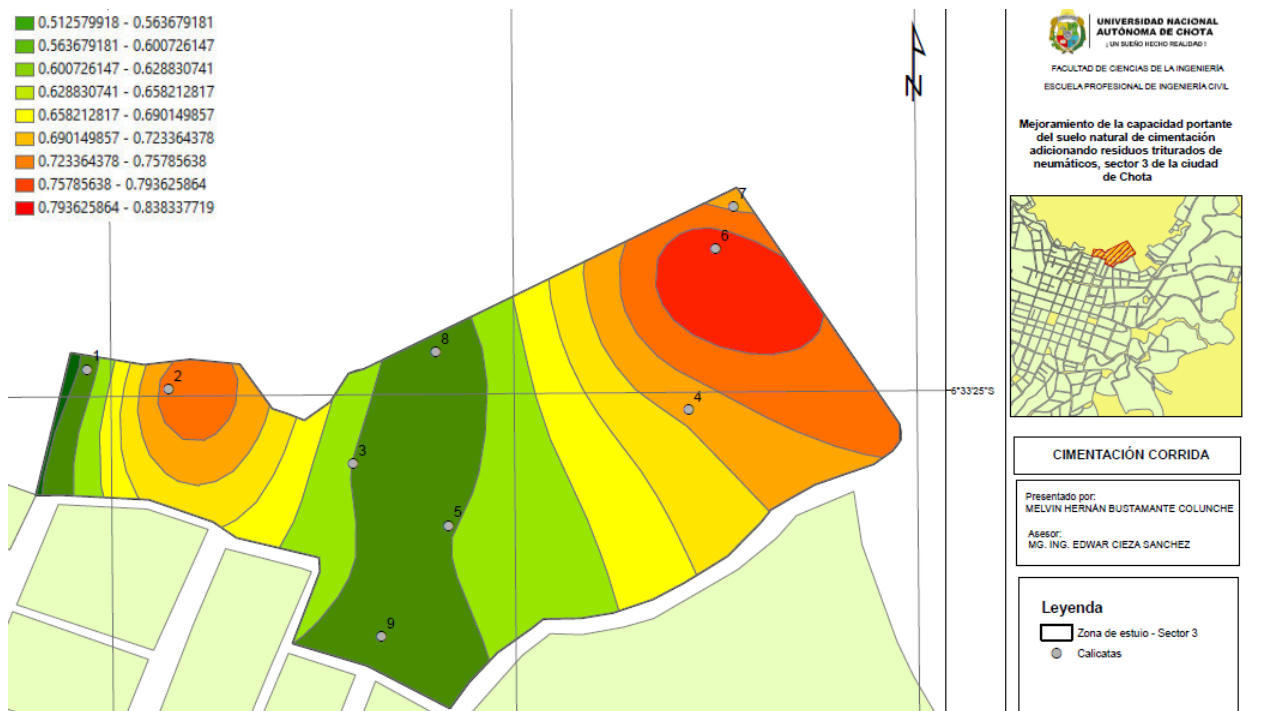 0.512579918 - 0.563679181
0.563679181 - 0.600726147
0.600726147 - 0.628830741
0.628830741 - 0.658212817
0.658212817 - 0.690149857
0.690149857 - 0.723364378
0.723364378 - 0.75785638
0.75785638 - 0.793625864
0.793625864 - 0.838337719
N
7
6
8
1
2
4
3
5
9
6°33'25"S
UNIVERSIDAD NACIONAL
AUTÓNOMA DE CHOTA
¡ UN SUEÑO HECHO REALIDAD !
FACULTAD DE CIENCIAS DE LA INGENIERÍA
ESCUELA PROFESIONAL DE INGENIERÍA CIVIL
Mejoramiento de la capacidad portante
del suelo natural de cimentación
adicionando residuos triturados de
neumáticos, sector 3 de la ciudad
de Chota
CIMENTACIÓN CORRIDA
Presentado por:
MELVIN HERNÁN BUSTAMANTE COLUNCHE
Asesor:
MG. ING. EDWAR CIEZA SANCHEZ
Leyenda
Zona de estuio - Sector 3
Calicatas